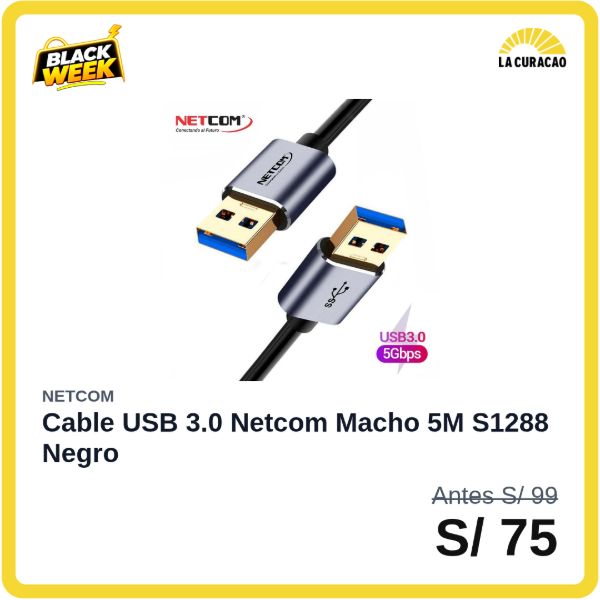 BLACK
WEEK
LA CURACAO
NETCOM®
Conectando al Futuro
NETCOM
SS
USB3.0
5Gbps
NETCOM
Cable USB 3.0 Netcom Macho 5M S1288
Negro
Antes S/ 99
S/ 75